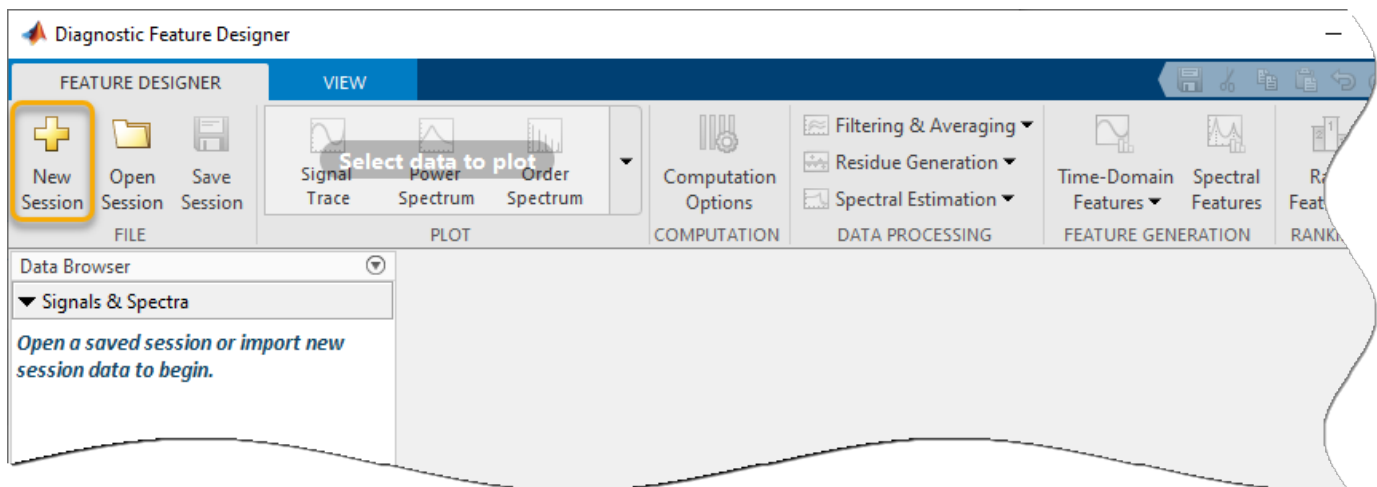 Diagnostic Feature Designer
FEATURE DESIGNER
VIEW
New
Session
Open
Session
Save
Session
FILE
Select data to plot
Signal
Trace
Power
Spectrum
Order
Spectrum
PLOT
Computation
Options
COMPUTATION
Filtering & Averaging
Residue Generation
Spectral Estimation
DATA PROCESSING
Time-Domain
Features
Spectral
Features
FEATURE GENERATION
Data Browser
Signals & Spectra
Open a saved session or import new
session data to begin.